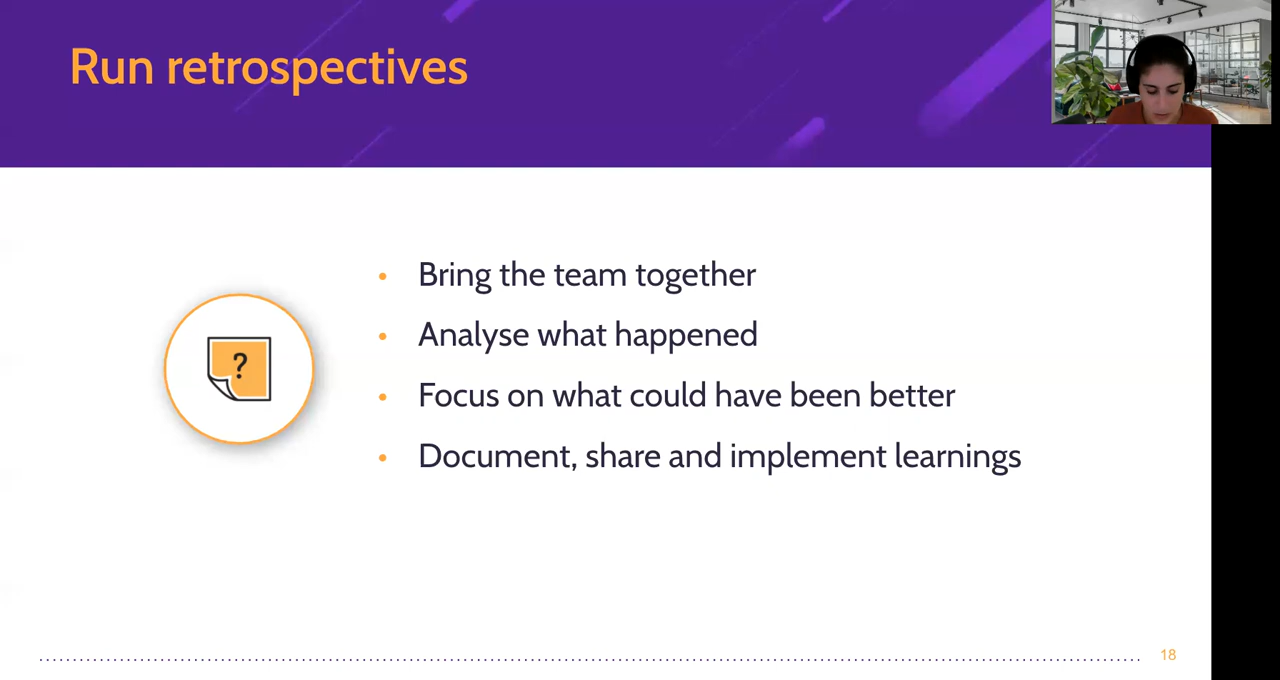 Run retrospectives
Bring the team together
Analyse what happened
?
Focus on what could have been better
Document, share and implement learnings
18